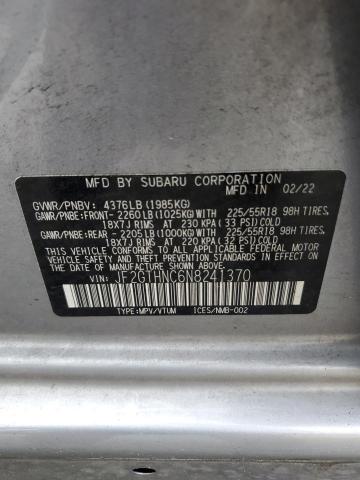 MFD BY SUBARU CORPORATION
MFD IN 02/22
GVWR/PNBV: 4376LB(1985KG)
GAWR/PNBE:FRONT- 2260LB(1025KG)WITH 225/55R18 98H TIRES,
18X7J RIMS AT 230 KPA(33 PSI)COLD
GAWR/PNBE:REAR - 2205LB(1000KG)WITH 225/55R18 98H TIRES,
18X7J RIMS AT 220 KPA(32 PSI)COLD
THIS VEHICLE CONFORMS TO ALL APPLICABLE FEDERAL MOTOR VEHICLE SAFETY AND BUMPER STANDARDS IN EFFECT ON THE DATE OF MANUFACTURE SHOWN ABOVE.
VIN: JF2GTHNC6N8241370
TYPE:MPV/VTUM ICES/NMB-002